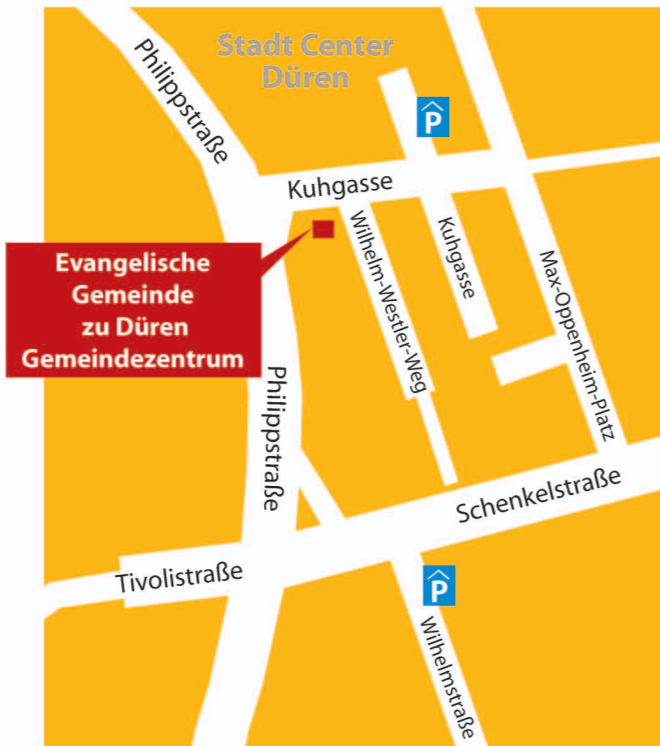 Stadt Center
Düren
Philippstraße
P
Kuhgasse
Wilhelm-Westler-Weg
Kuhgasse
Max-Oppenheim-Platz
Evangelische
Gemeinde
zu Düren
Gemeindezentrum
Philippstraße
Schenkelstraße
Tivolistraße
P
Wilhelmstraße